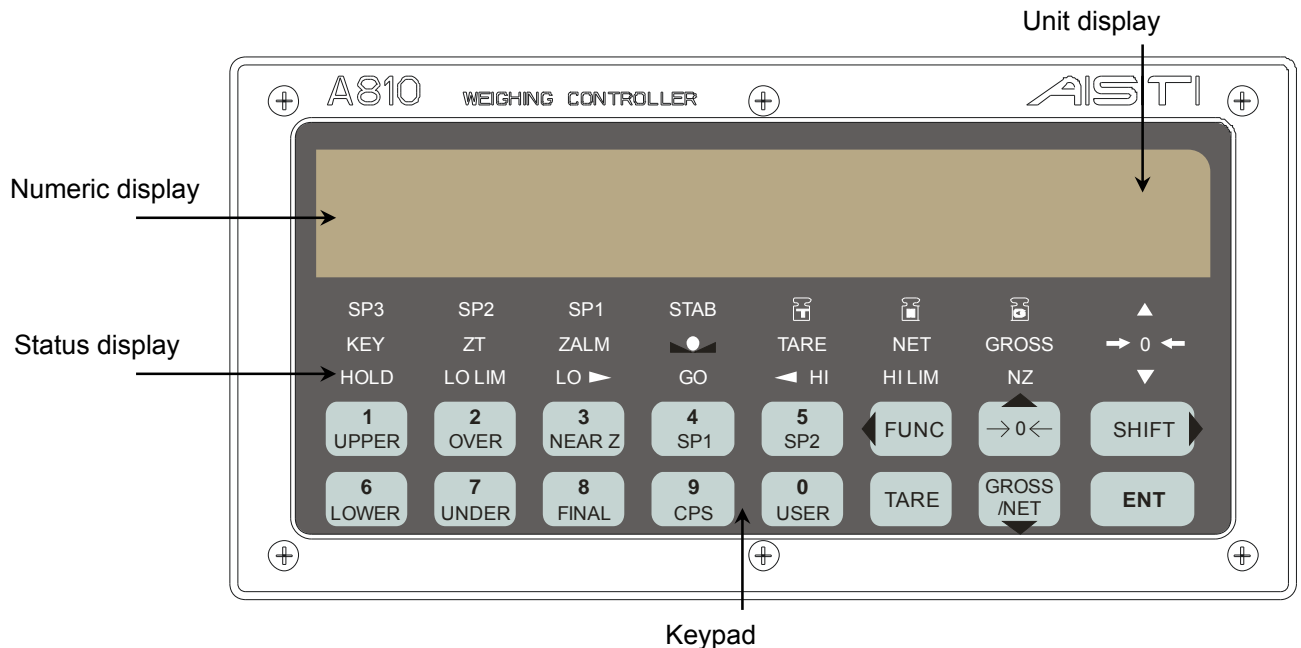 Unit display
A810 WEIGHING CONTROLLER AISTI
Numeric display
SP3 SP2 SP1 STAB T
Status display
KEY ZT ZALM TARE NET GROSS → 0 ←
HOLD LO LIM LO ► GO ◄ HI HI LIM NZ
1 2 3 4 5
UPPER OVER NEAR Z SP1 SP2 FUNC →0← SHIFT
6 7 8 9 0
LOWER UNDER FINAL CPS USER TARE GROSS /NET ENT
Keypad